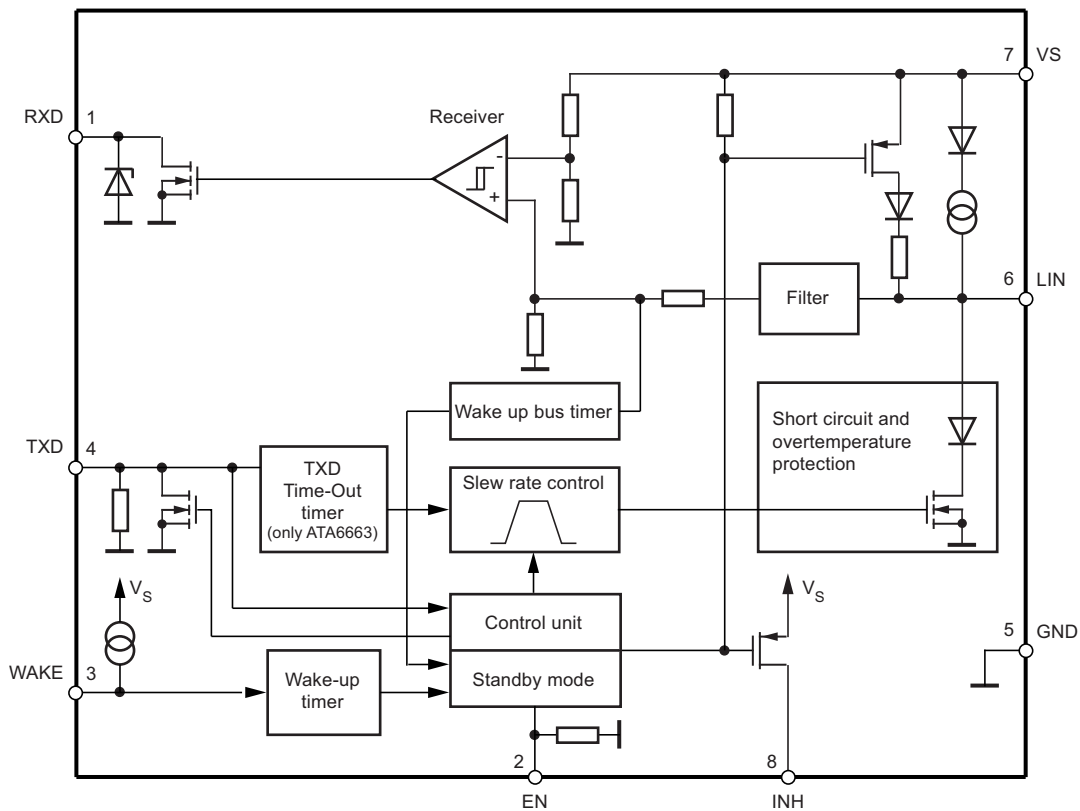 7
VS
RXD
1
Receiver
-
+
6
LIN
Filter
Wake up bus timer
Short circuit and
overtemperature
protection
TXD
4
TXD
Time-Out
timer
(only ATA6663)
Slew rate control
VS
Control unit
VS
5
GND
WAKE
3
Wake-up
timer
Standby mode
2
EN
8
INH